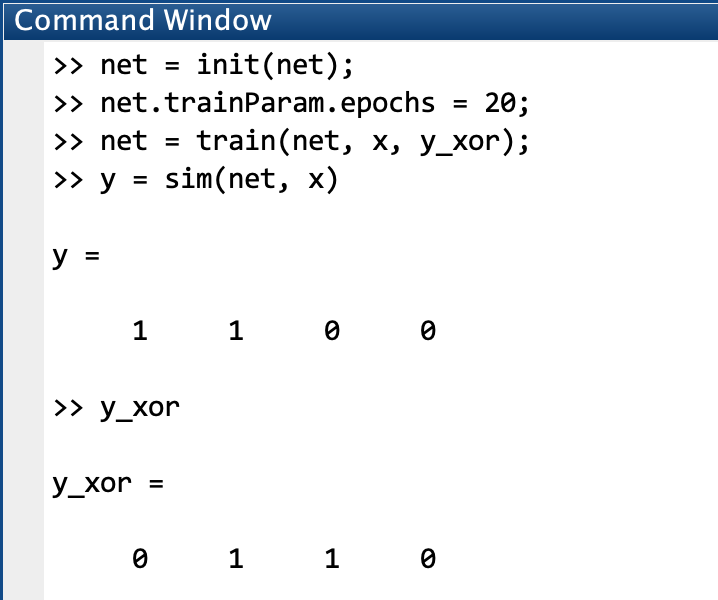 Command Window
>> net = init(net);
>> net.trainParam.epochs = 20;
>> net = train(net, x, y_xor);
>> y = sim(net, x)
y =
1 1 0 0
>> y_xor
y_xor =
0 1 1 0